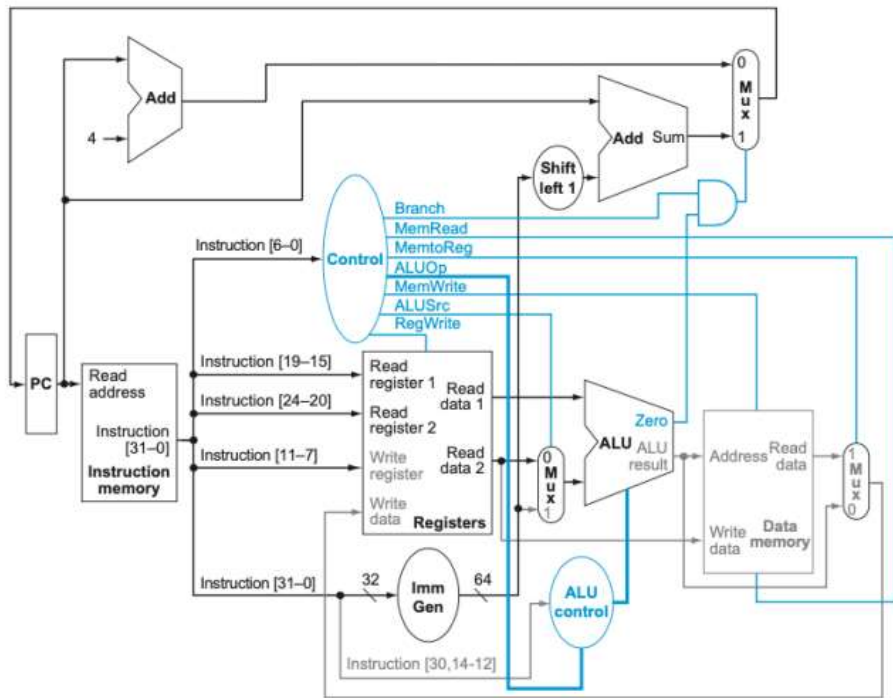 Add
4
0
Mux
1
Add Sum
Shift
left 1
Branch
MemRead
MemtoReg
ALUOp
MemWrite
ALUSrc
RegWrite
Control
Instruction [6–0]
PC
Read
address
Instruction
[31–0]
Instruction
memory
Instruction [19–15]
Instruction [24–20]
Instruction [11–7]
Instruction [31–0]
Read
register 1
Read
register 2
Write
register
Write
data
Read
data 1
Read
data 2
Registers
0
Mux
1
Zero
ALU
ALU
result
Address
Read
data
Write
data
Data
memory
1
Mux
0
32
Imm
Gen
64
ALU
control
Instruction [30,14-12]